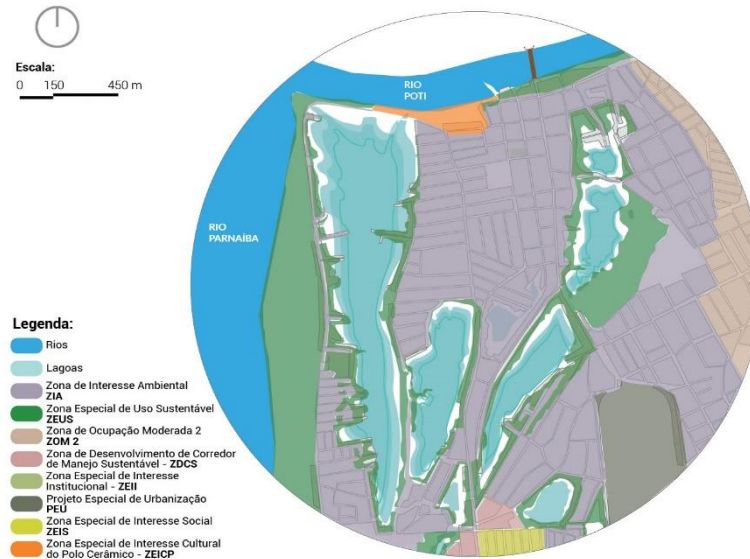 Escala:
0 150 450 m
RIO
POTI
RIO
PARNAÍBA
Legenda:
Rios
Lagoas
Zona de Interesse Ambiental
ZIA
Zona Especial de Uso Sustentável
ZEUS
Zona de Ocupação Moderada 2
ZOM 2
Zona de Desenvolvimento de Corredor
de Manejo Sustentável - ZDCS
Zona Especial de Interesse
Institucional - ZEII
Projeto Especial de Urbanização
PEU
Zona Especial de Interesse Social
ZEIS
Zona Especial de Interesse Cultural
do Polo Cerâmico - ZEICP